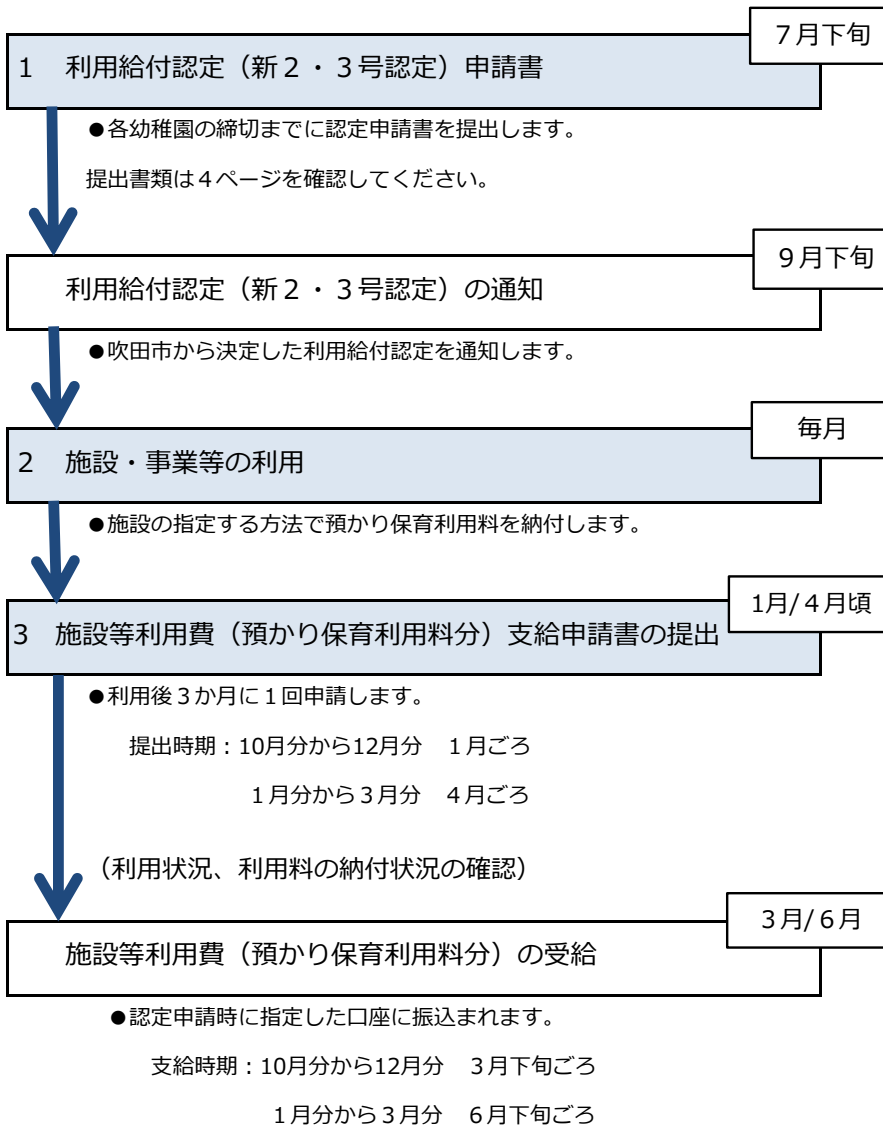 ７月下旬
1　利用給付認定（新２・３号認定）申請書
●各幼稚園の締切までに認定申請書を提出します。
提出書類は４ページを確認してください。
９月下旬
利用給付認定（新２・３号認定）の通知
●吹田市から決定した利用給付認定を通知します。
毎月
2　施設・事業等の利用
●施設の指定する方法で預かり保育利用料を納付します。
1月/４月頃
3　施設等利用費（預かり保育利用料分）支給申請書の提出
●利用後３か月に１回申請します。
提出時期：10月分から12月分　１月ごろ
１月分から３月分　４月ごろ
（利用状況、利用料の納付状況の確認）
３月/６月
施設等利用費（預かり保育利用料分）の受給
●認定申請時に指定した口座に振込まれます。
支給時期：10月分から12月分　３月下旬ごろ
１月分から３月分　６月下旬ごろ